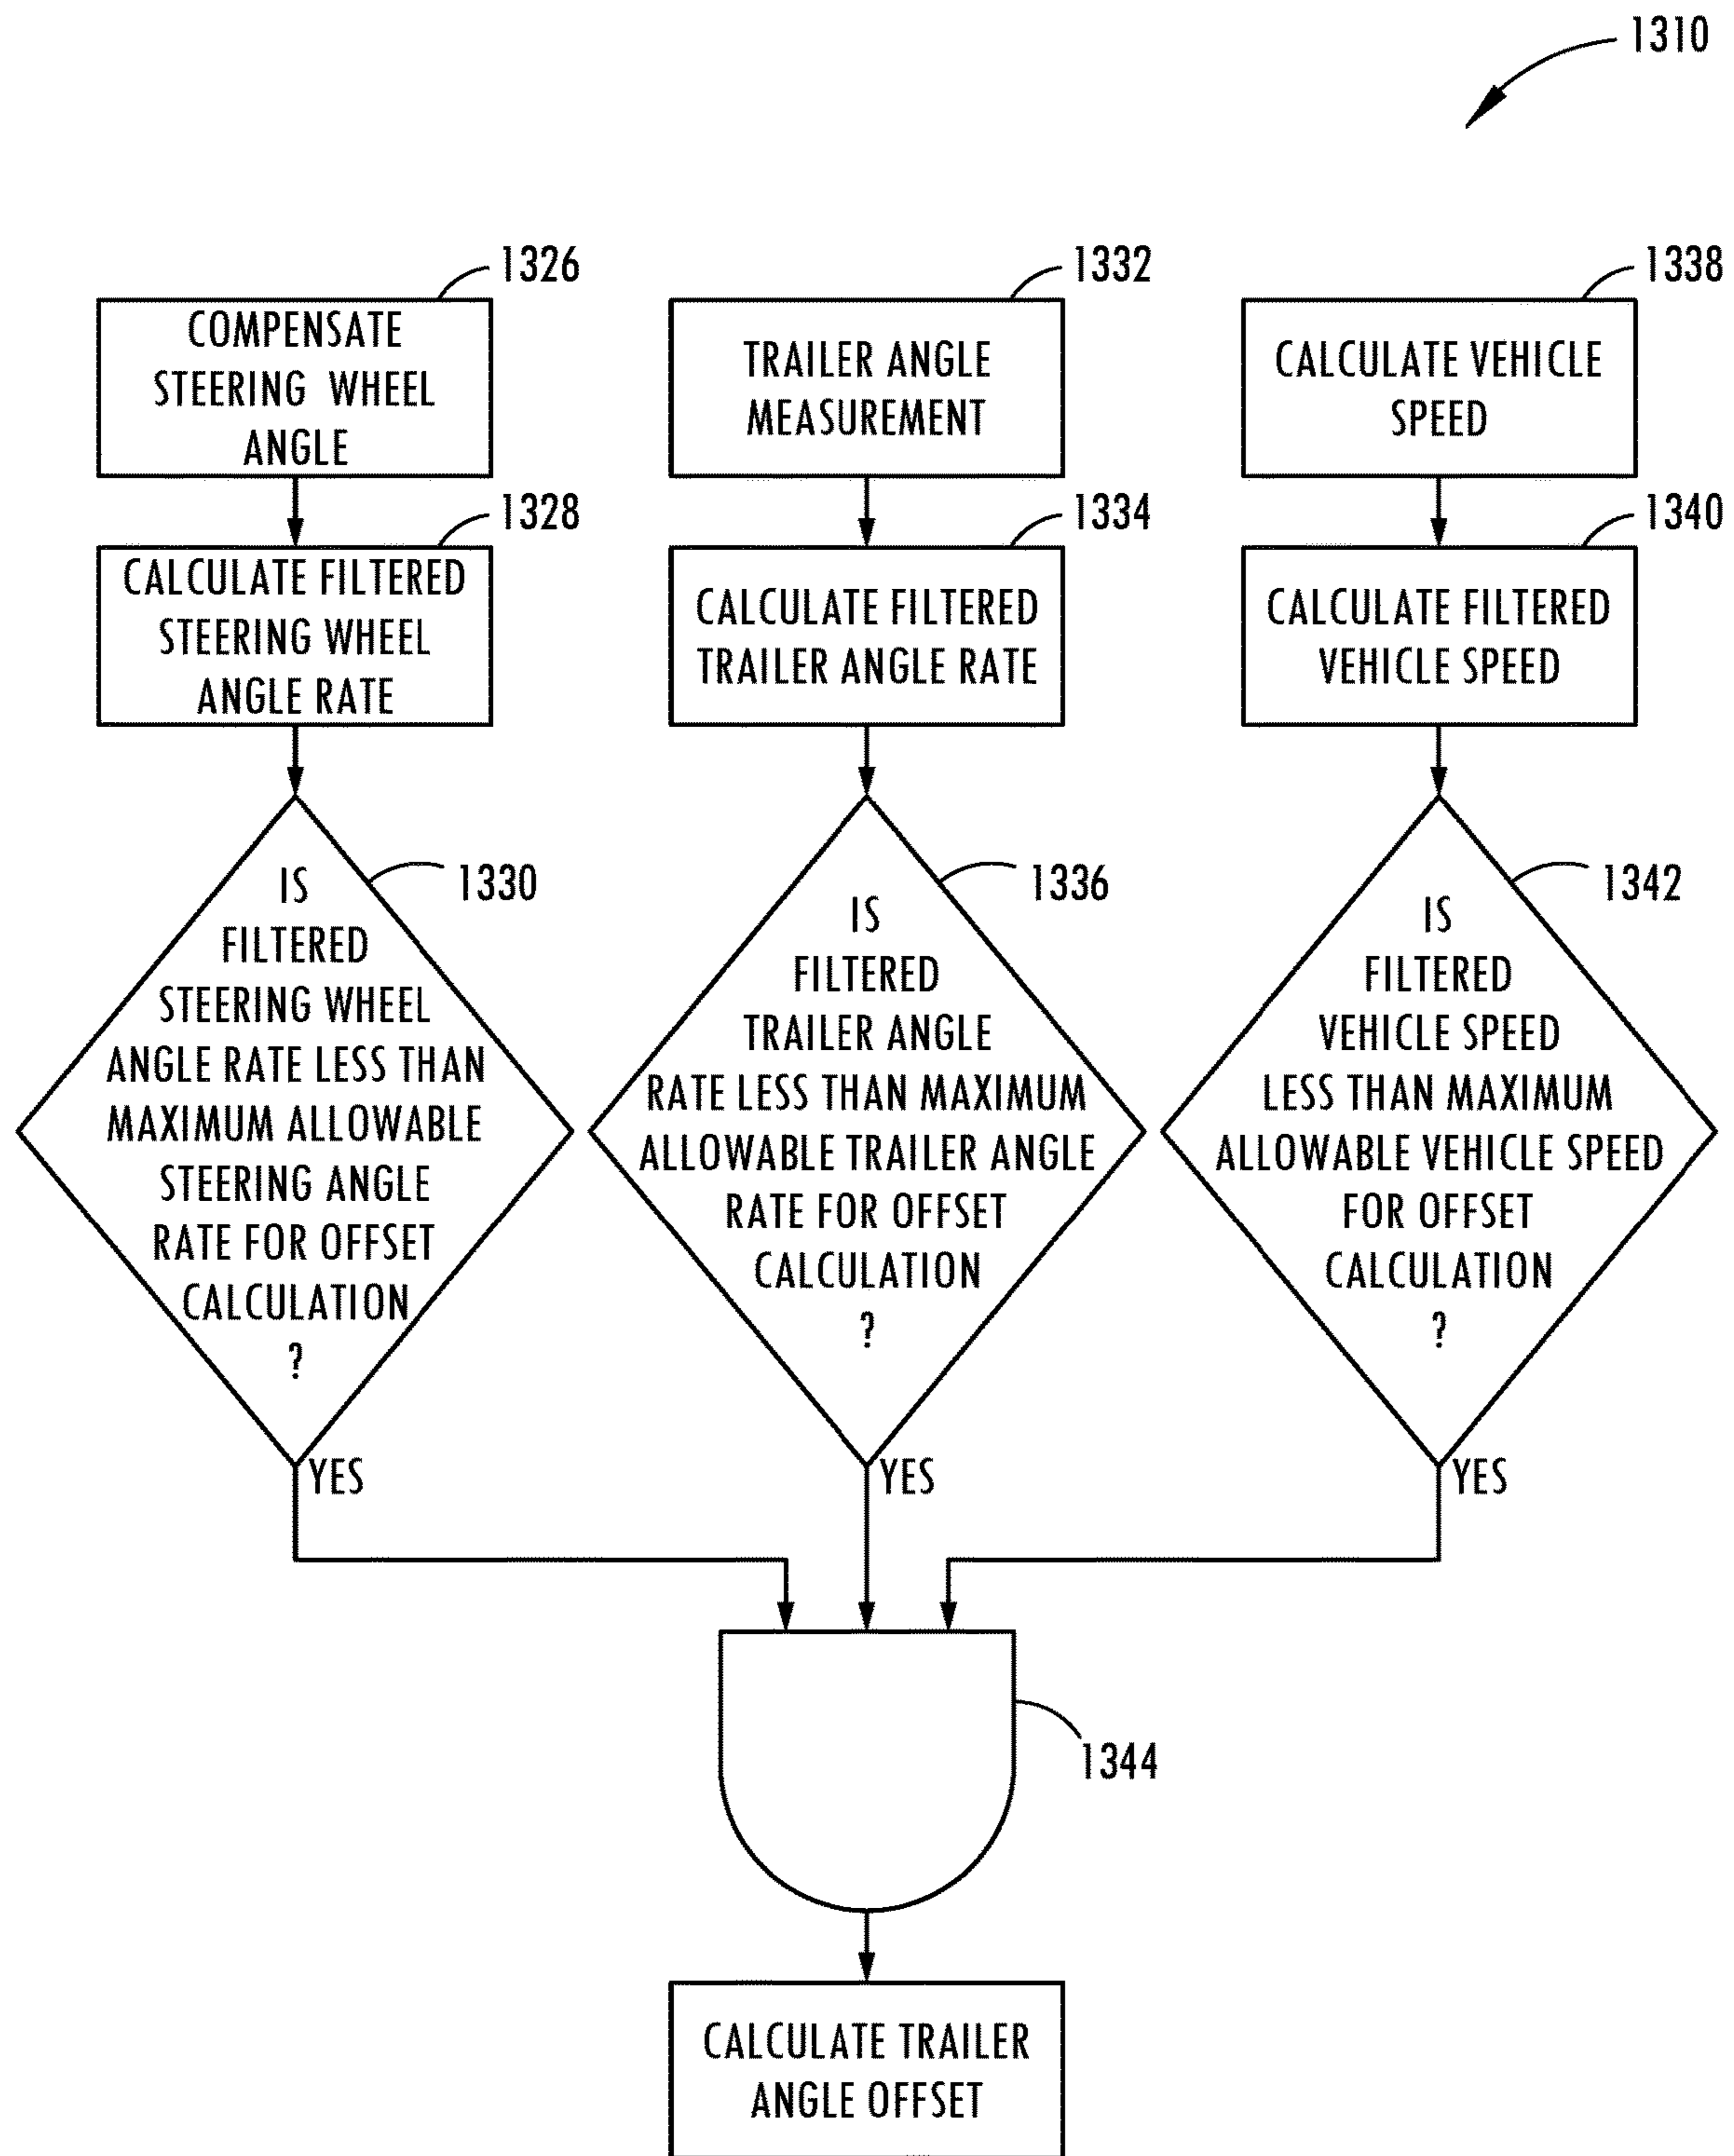 1310
1326
COMPENSATE
STEERING WHEEL
ANGLE
1328
CALCULATE FILTERED
STEERING WHEEL
ANGLE RATE
1330
IS
FILTERED
STEERING WHEEL
ANGLE RATE LESS THAN
MAXIMUM ALLOWABLE
STEERING ANGLE
RATE FOR OFFSET
CALCULATION
?
YES
1332
TRAILER ANGLE
MEASUREMENT
1334
CALCULATE FILTERED
TRAILER ANGLE RATE
1336
IS
FILTERED
TRAILER ANGLE
RATE LESS THAN MAXIMUM
ALLOWABLE TRAILER ANGLE
RATE FOR OFFSET
CALCULATION
?
YES
1338
CALCULATE VEHICLE
SPEED
1340
CALCULATE FILTERED
VEHICLE SPEED
1342
IS
FILTERED
VEHICLE SPEED
LESS THAN MAXIMUM
ALLOWABLE VEHICLE SPEED
FOR OFFSET
CALCULATION
?
YES
1344
CALCULATE TRAILER
ANGLE OFFSET